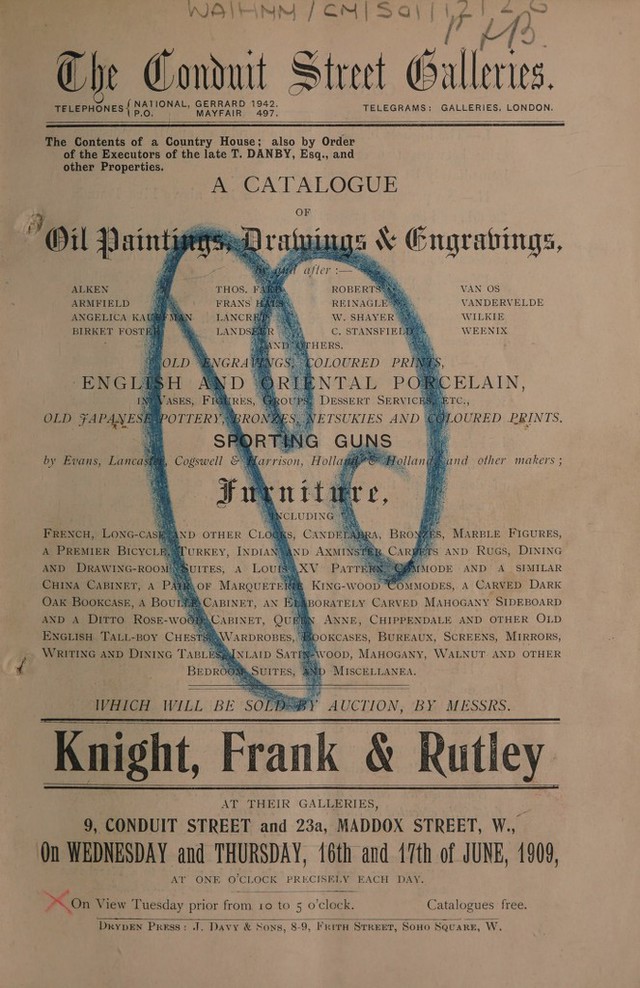 WA/HMM/CM/Sal/12/26
The Conduit Street Galleries.
TELEPHONES { NATIONAL, GERRARD 1942. TELEGRAMS: GALLERIES, LONDON.
P.O. MAYFAIR 497.
The Contents of a Country House; also by Order
of the Executors of the late T. DANBY, Esq., and
other Properties.
A CATALOGUE
OF
Oil Paintings, Drawings & Engravings,
by and after :—
ALKEN THOS. FAED ROBERTS VAN OS
ARMFIELD FRANS HALS REINAGLE VANDERVELDE
ANGELICA KAUFFMAN LANCRET W. SHAYER WILKIE
BIRKET FOSTER LANDSEER C. STANSFIELD WEENIX
AND OTHERS.
OLD ENGRAVINGS, COLOURED PRINTS,
ENGLISH AND ORIENTAL PORCELAIN,
IN VASES, FIGURES, GROUPS, DESSERT SERVICES, ETC.,
OLD JAPANESE POTTERY, BRONZES, NETSUKIES AND COLOURED PRINTS.
SPORTING GUNS
by Evans, Lancaster, Cogswell & Harrison, Holland & Holland, and other makers;
Furniture,
INCLUDING
FRENCH, LONG-CASE AND OTHER CLOCKS, CANDELABRA, BRONZES, MARBLE FIGURES,
A PREMIER BICYCLE, TURKEY, INDIAN AND AXMINSTER CARPETS AND RUGS, DINING
AND DRAWING-ROOM SUITES, A LOUIS XV PATTERN COMMODE AND A SIMILAR
CHINA CABINET, A PAIR OF MARQUETERIE KING-WOOD COMMODES, A CARVED DARK
OAK BOOKCASE, A BOULLE CABINET, AN ELABORATELY CARVED MAHOGANY SIDEBOARD
AND A DITTO ROSE-WOOD CABINET, QUEEN ANNE, CHIPPENDALE AND OTHER OLD
ENGLISH TALL-BOY CHESTS, WARDROBES, BOOKCASES, BUREAUX, SCREENS, MIRRORS,
WRITING AND DINING TABLES, INLAID SATIN-WOOD, MAHOGANY, WALNUT AND OTHER
BEDROOM SUITES, AND MISCELLANEA.
WHICH WILL BE SOLD BY AUCTION, BY MESSRS.
Knight, Frank & Rutley
AT THEIR GALLERIES,
9, CONDUIT STREET and 23a, MADDOX STREET, W.,
On WEDNESDAY and THURSDAY, 16th and 17th of JUNE, 1909,
AT ONE O'CLOCK PRECISELY EACH DAY.
On View Tuesday prior from 10 to 5 o'clock. Catalogues free.
DRYDEN PRESS: J. DAVY & SONS, 8-9, FRITH STREET, SOHO SQUARE, W.